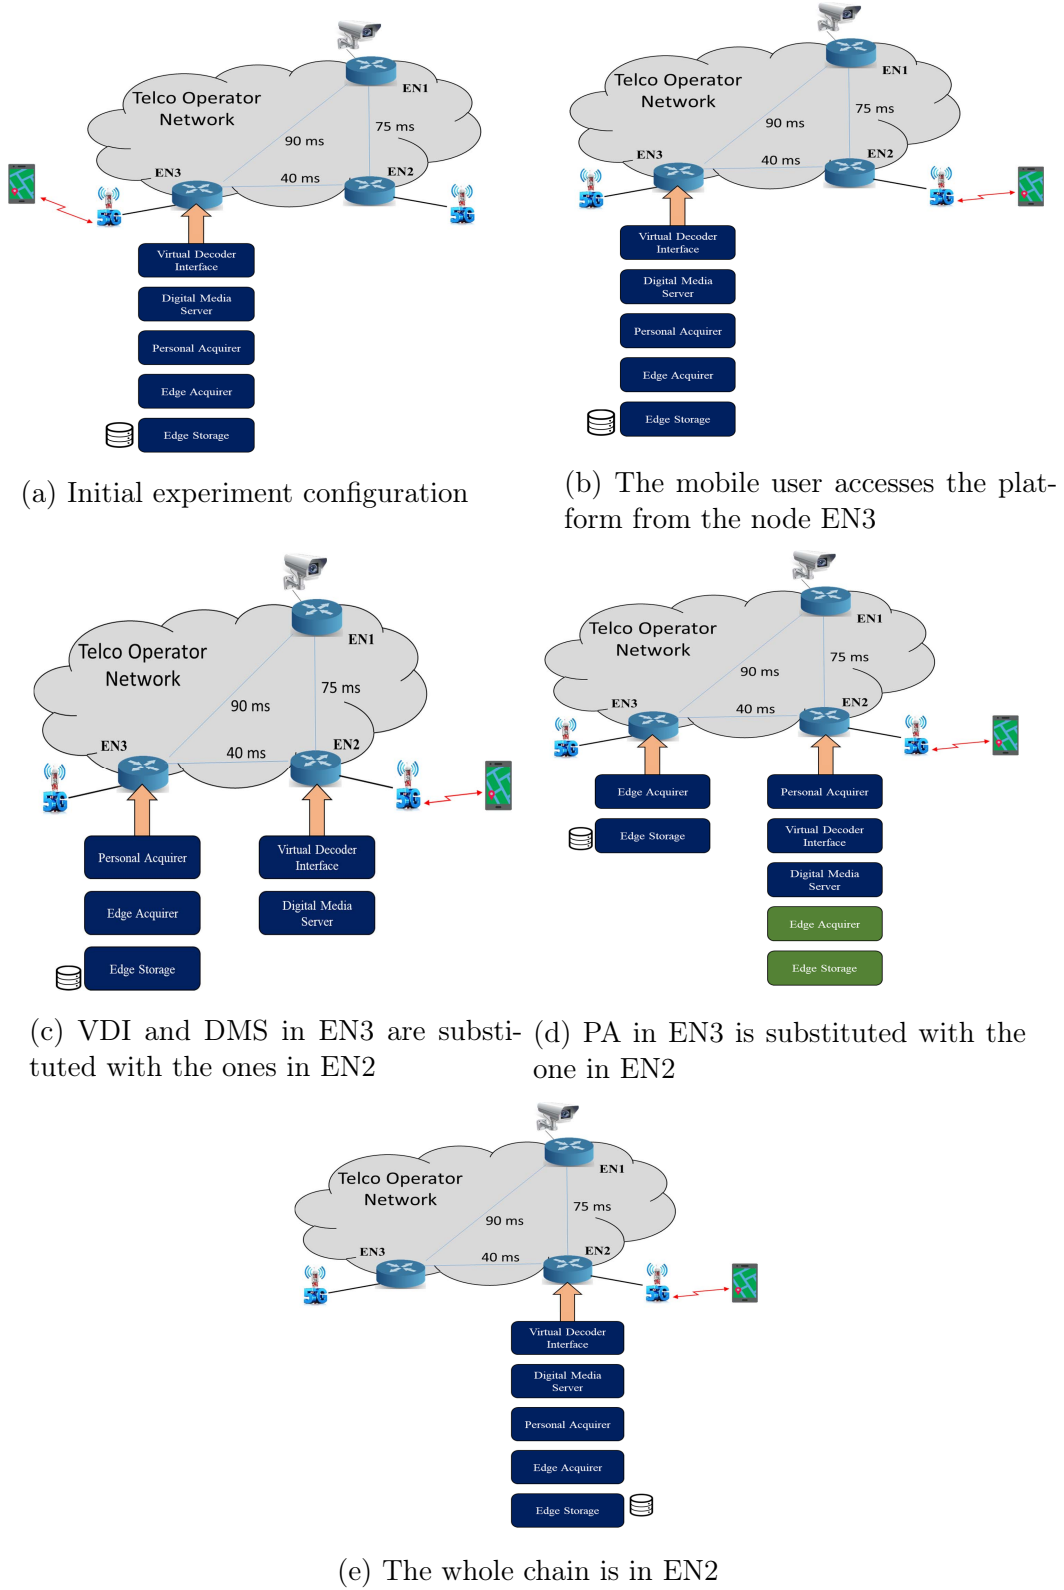 Telco Operator
Network
EN1
75 ms
90 ms
EN3
40 ms
EN2
5G
5G
Virtual Decoder
Interface
Digital Media
Server
Personal Acquirer
Edge Acquirer
Edge Storage
(a) Initial experiment configuration
Telco Operator
Network
EN1
75 ms
90 ms
EN3
40 ms
EN2
5G
5G
Virtual Decoder
Interface
Digital Media
Server
Personal Acquirer
Edge Acquirer
Edge Storage
(b) The mobile user accesses the plat-
form from the node EN3
Telco Operator
Network
EN1
75 ms
90 ms
EN3
40 ms
EN2
5G
5G
Personal Acquirer
Edge Acquirer
Edge Storage
Virtual Decoder
Interface
Digital Media
Server
(c) VDI and DMS in EN3 are substi-
tuted with the ones in EN2
Telco Operator
Network
EN1
75 ms
90 ms
EN3
40 ms
EN2
5G
5G
Edge Acquirer
Edge Storage
Personal Acquirer
Virtual Decoder
Interface
Digital Media
Server
Edge Acquirer
Edge Storage
(d) PA in EN3 is substituted with the
one in EN2
Telco Operator
Network
EN1
75 ms
90 ms
EN3
40 ms
EN2
5G
5G
Virtual Decoder
Interface
Digital Media
Server
Personal Acquirer
Edge Acquirer
Edge Storage
(e) The whole chain is in EN2